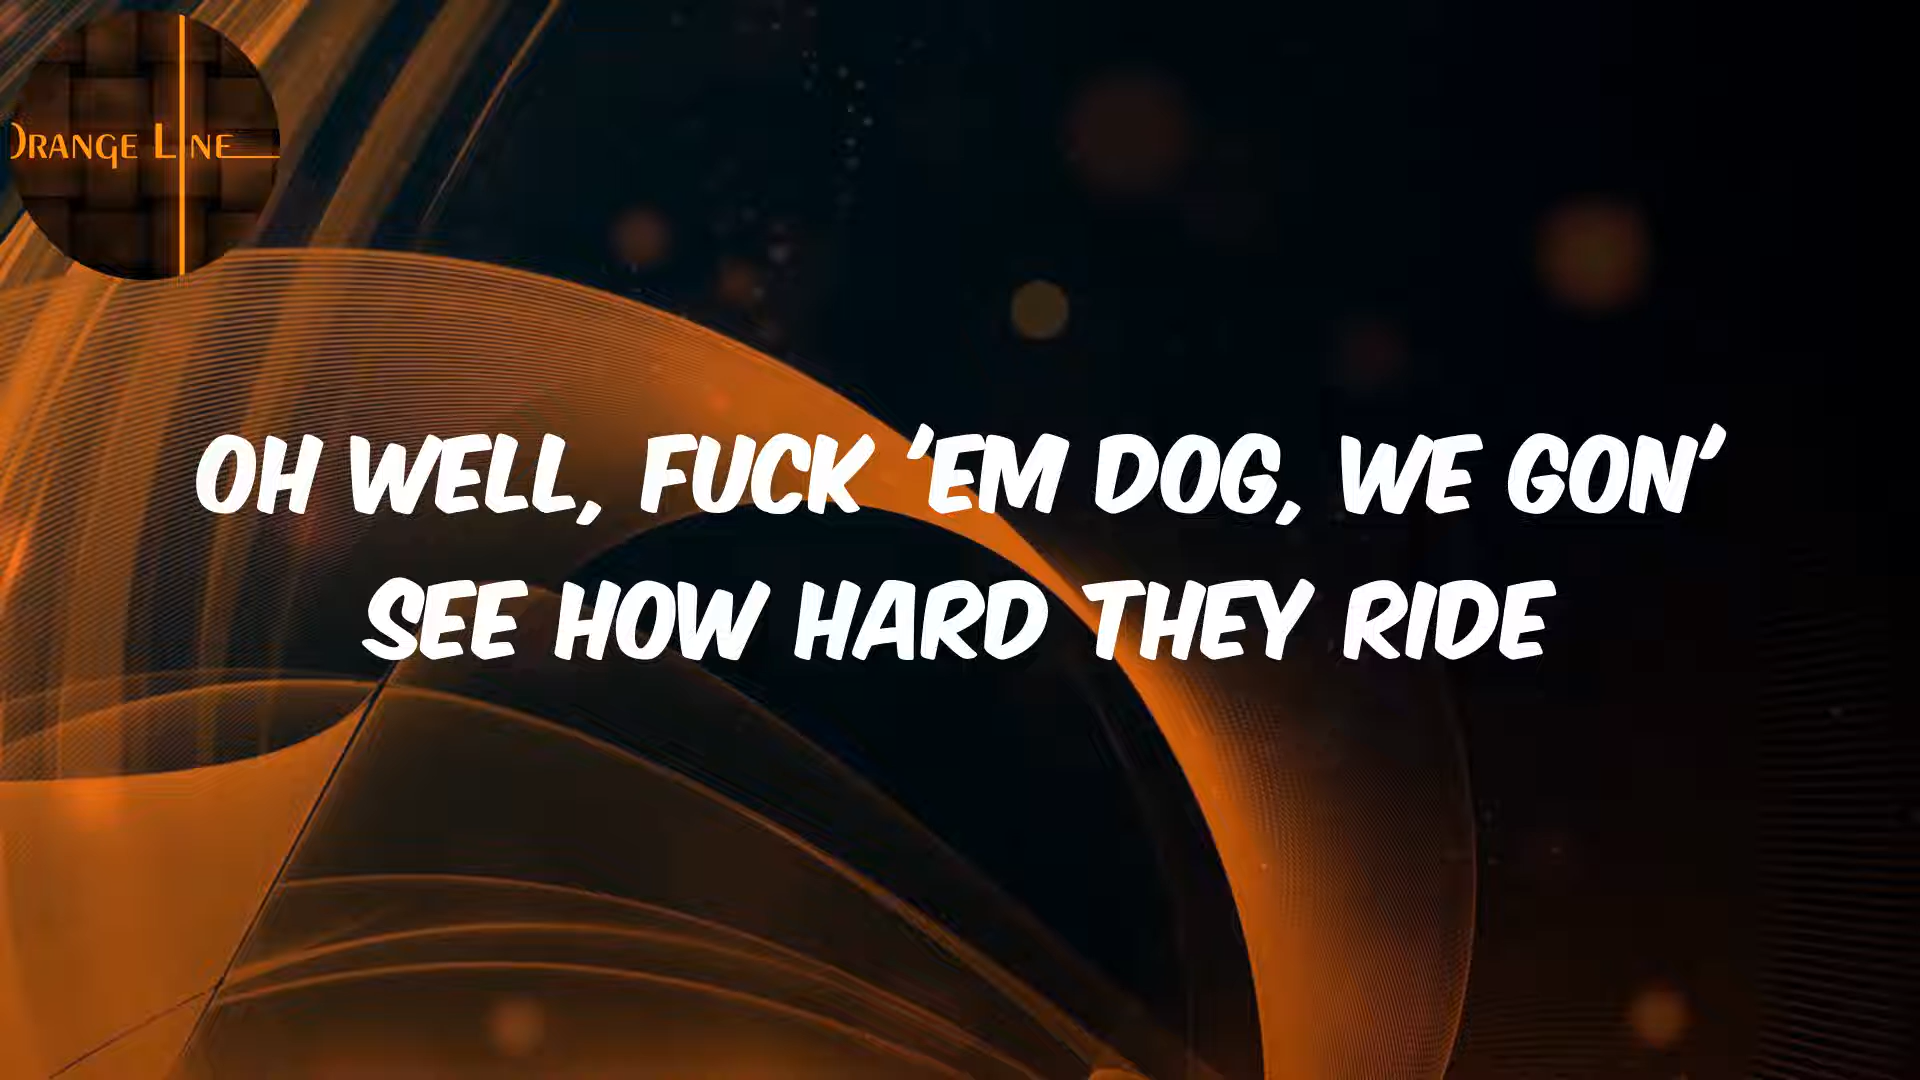 ORANGE LINE
OH WELL, FUCK 'EM DOG, WE GON'
SEE HOW HARD THEY RIDE